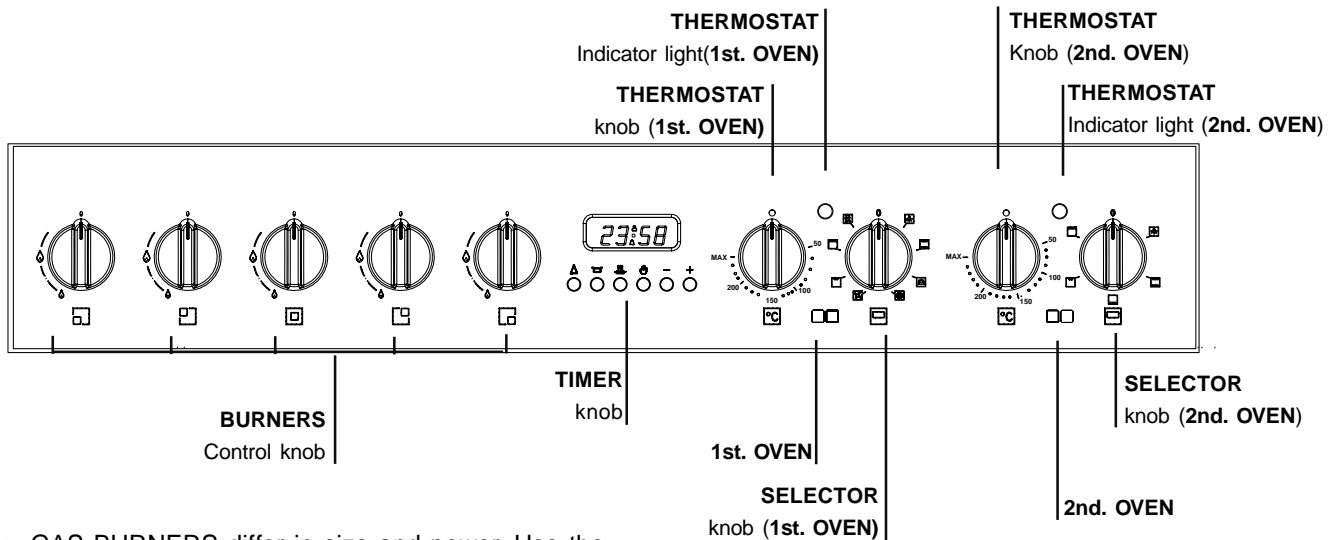 THERMOSTAT
Indicator light(1st. OVEN)
THERMOSTAT
Knob (2nd. OVEN)
THERMOSTAT
knob (1st. OVEN)
THERMOSTAT
Indicator light (2nd. OVEN)
23:58
MAX
50
200
150
100
°C
MAX
50
200
150
100
°C
BURNERS
Control knob
TIMER
knob
1st. OVEN
SELECTOR
knob (1st. OVEN)
SELECTOR
knob (2nd. OVEN)
2nd. OVEN
GAS BURNERS differ in size and power. Use the